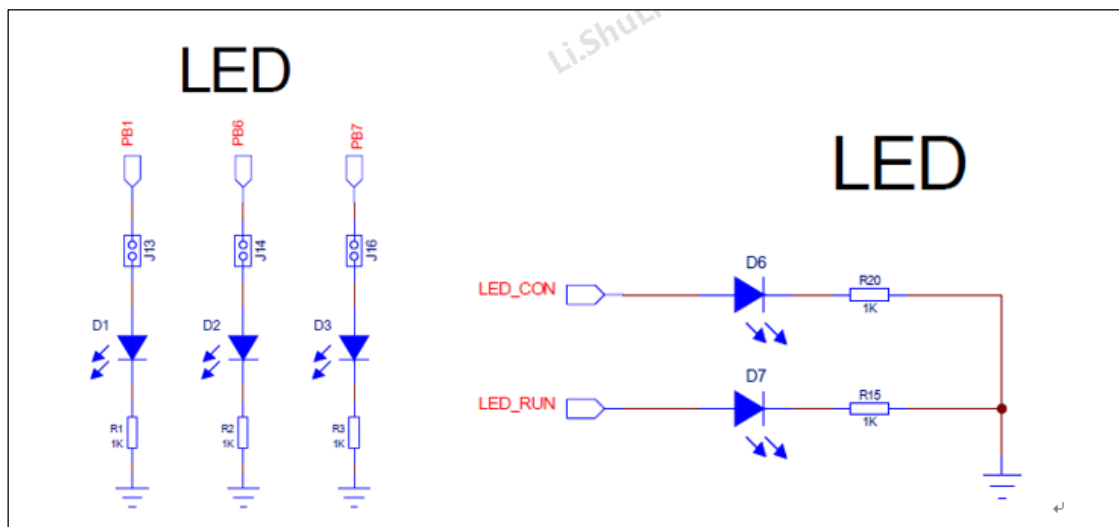 Li.ShuLi
LED
PB1
PB6
PB7
J13
J14
J16
D1
D2
D3
R1
1K
R2
1K
R3
1K
LED
LED_CON
D6
R20
1K
LED_RUN
D7
R15
1K